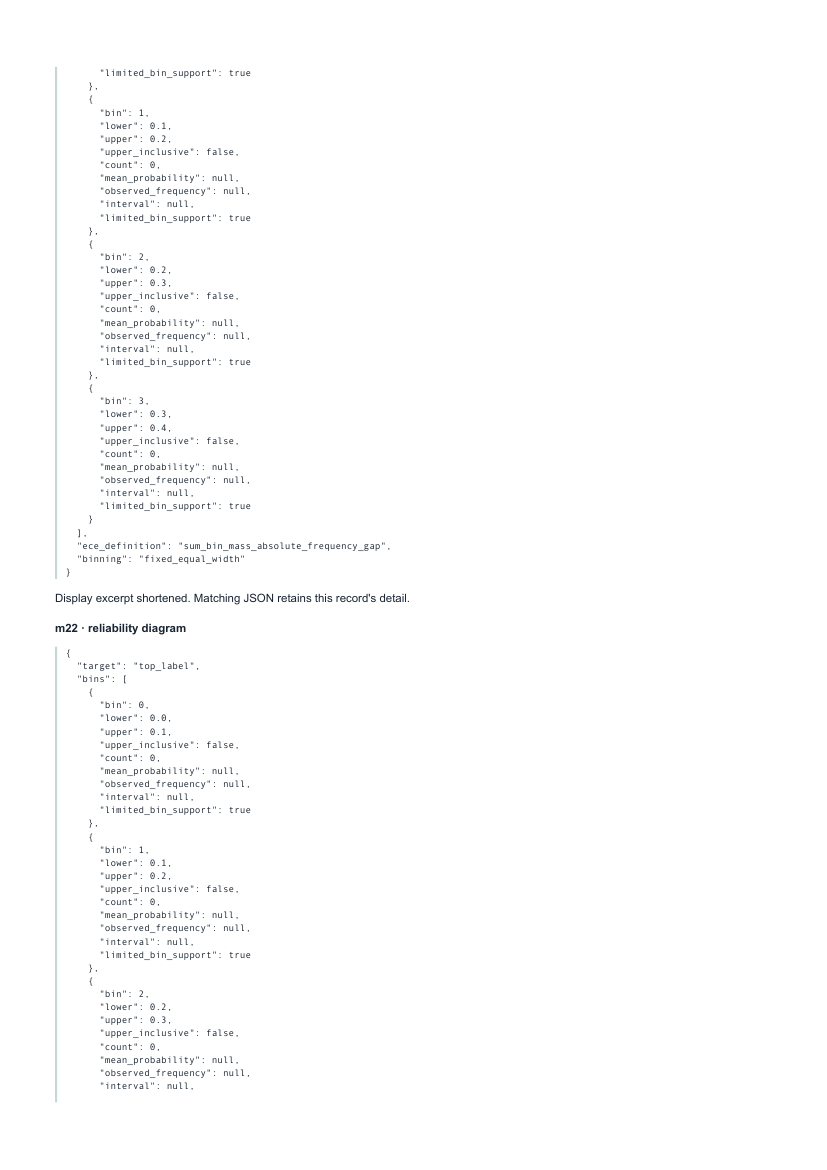 "limited_bin_support": true
    },
    {
      "bin": 1,
      "lower": 0.1,
      "upper": 0.2,
      "upper_inclusive": false,
      "count": 0,
      "mean_probability": null,
      "observed_frequency": null,
      "interval": null,
      "limited_bin_support": true
    },
    {
      "bin": 2,
      "lower": 0.2,
      "upper": 0.3,
      "upper_inclusive": false,
      "count": 0,
      "mean_probability": null,
      "observed_frequency": null,
      "interval": null,
      "limited_bin_support": true
    },
    {
      "bin": 3,
      "lower": 0.3,
      "upper": 0.4,
      "upper_inclusive": false,
      "count": 0,
      "mean_probability": null,
      "observed_frequency": null,
      "interval": null,
      "limited_bin_support": true
    }
  ],
  "ece_definition": "sum_bin_mass_absolute_frequency_gap",
  "binning": "fixed_equal_width"
}
Display excerpt shortened. Matching JSON retains this record's detail.
m22 · reliability diagram
{
  "target": "top_label",
  "bins": [
    {
      "bin": 0,
      "lower": 0.0,
      "upper": 0.1,
      "upper_inclusive": false,
      "count": 0,
      "mean_probability": null,
      "observed_frequency": null,
      "interval": null,
      "limited_bin_support": true
    },
    {
      "bin": 1,
      "lower": 0.1,
      "upper": 0.2,
      "upper_inclusive": false,
      "count": 0,
      "mean_probability": null,
      "observed_frequency": null,
      "interval": null,
      "limited_bin_support": true
    },
    {
      "bin": 2,
      "lower": 0.2,
      "upper": 0.3,
      "upper_inclusive": false,
      "count": 0,
      "mean_probability": null,
      "observed_frequency": null,
      "interval": null,